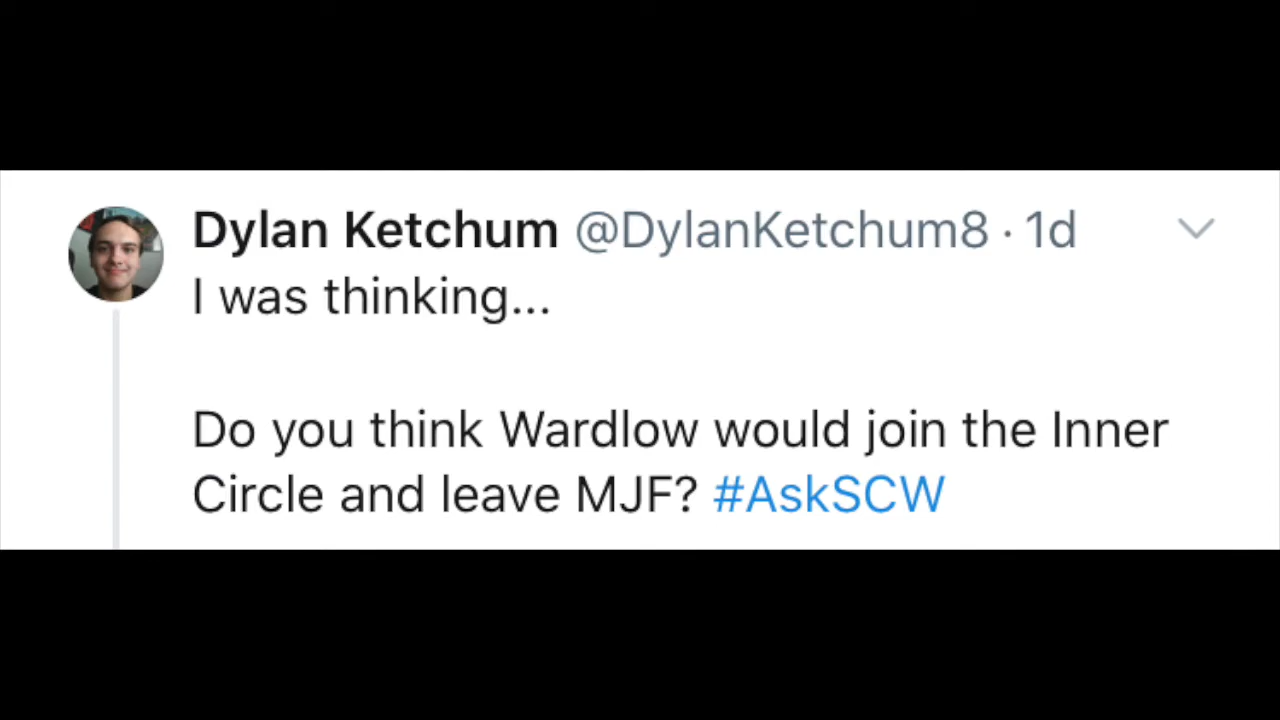 Dylan Ketchum @DylanKetchum8 · 1d
I was thinking...
Do you think Wardlow would join the Inner
Circle and leave MJF? #AskSCW